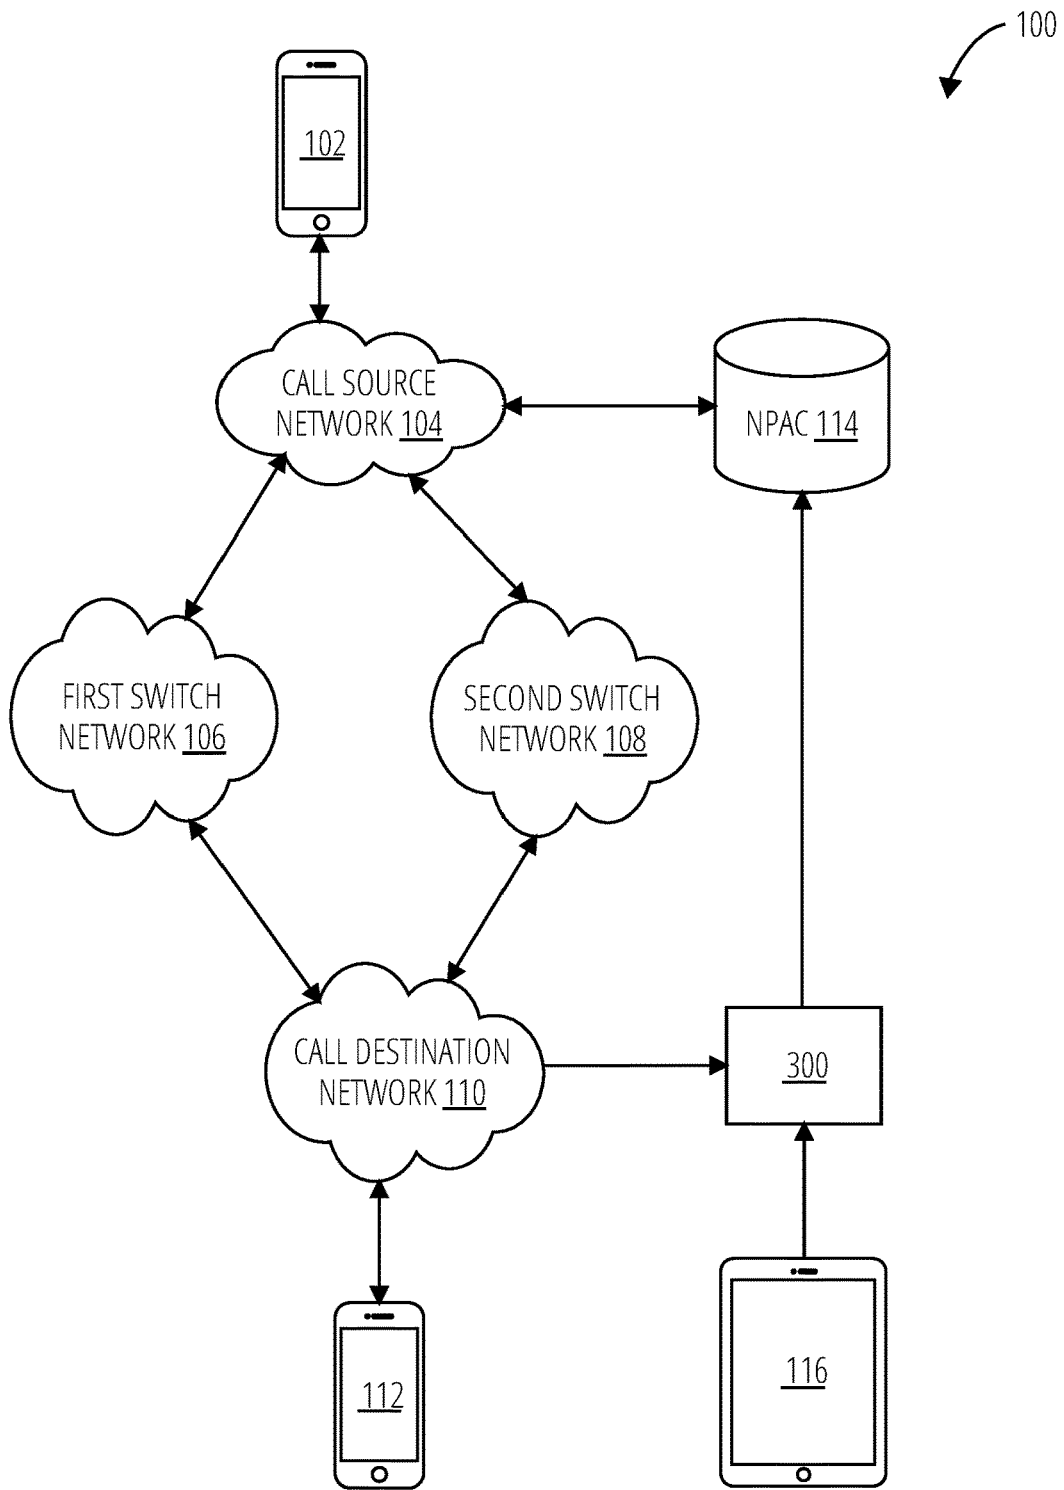 100
102
CALL SOURCE
NETWORK 104
NPAC 114
FIRST SWITCH
NETWORK 106
SECOND SWITCH
NETWORK 108
CALL DESTINATION
NETWORK 110
300
112
116